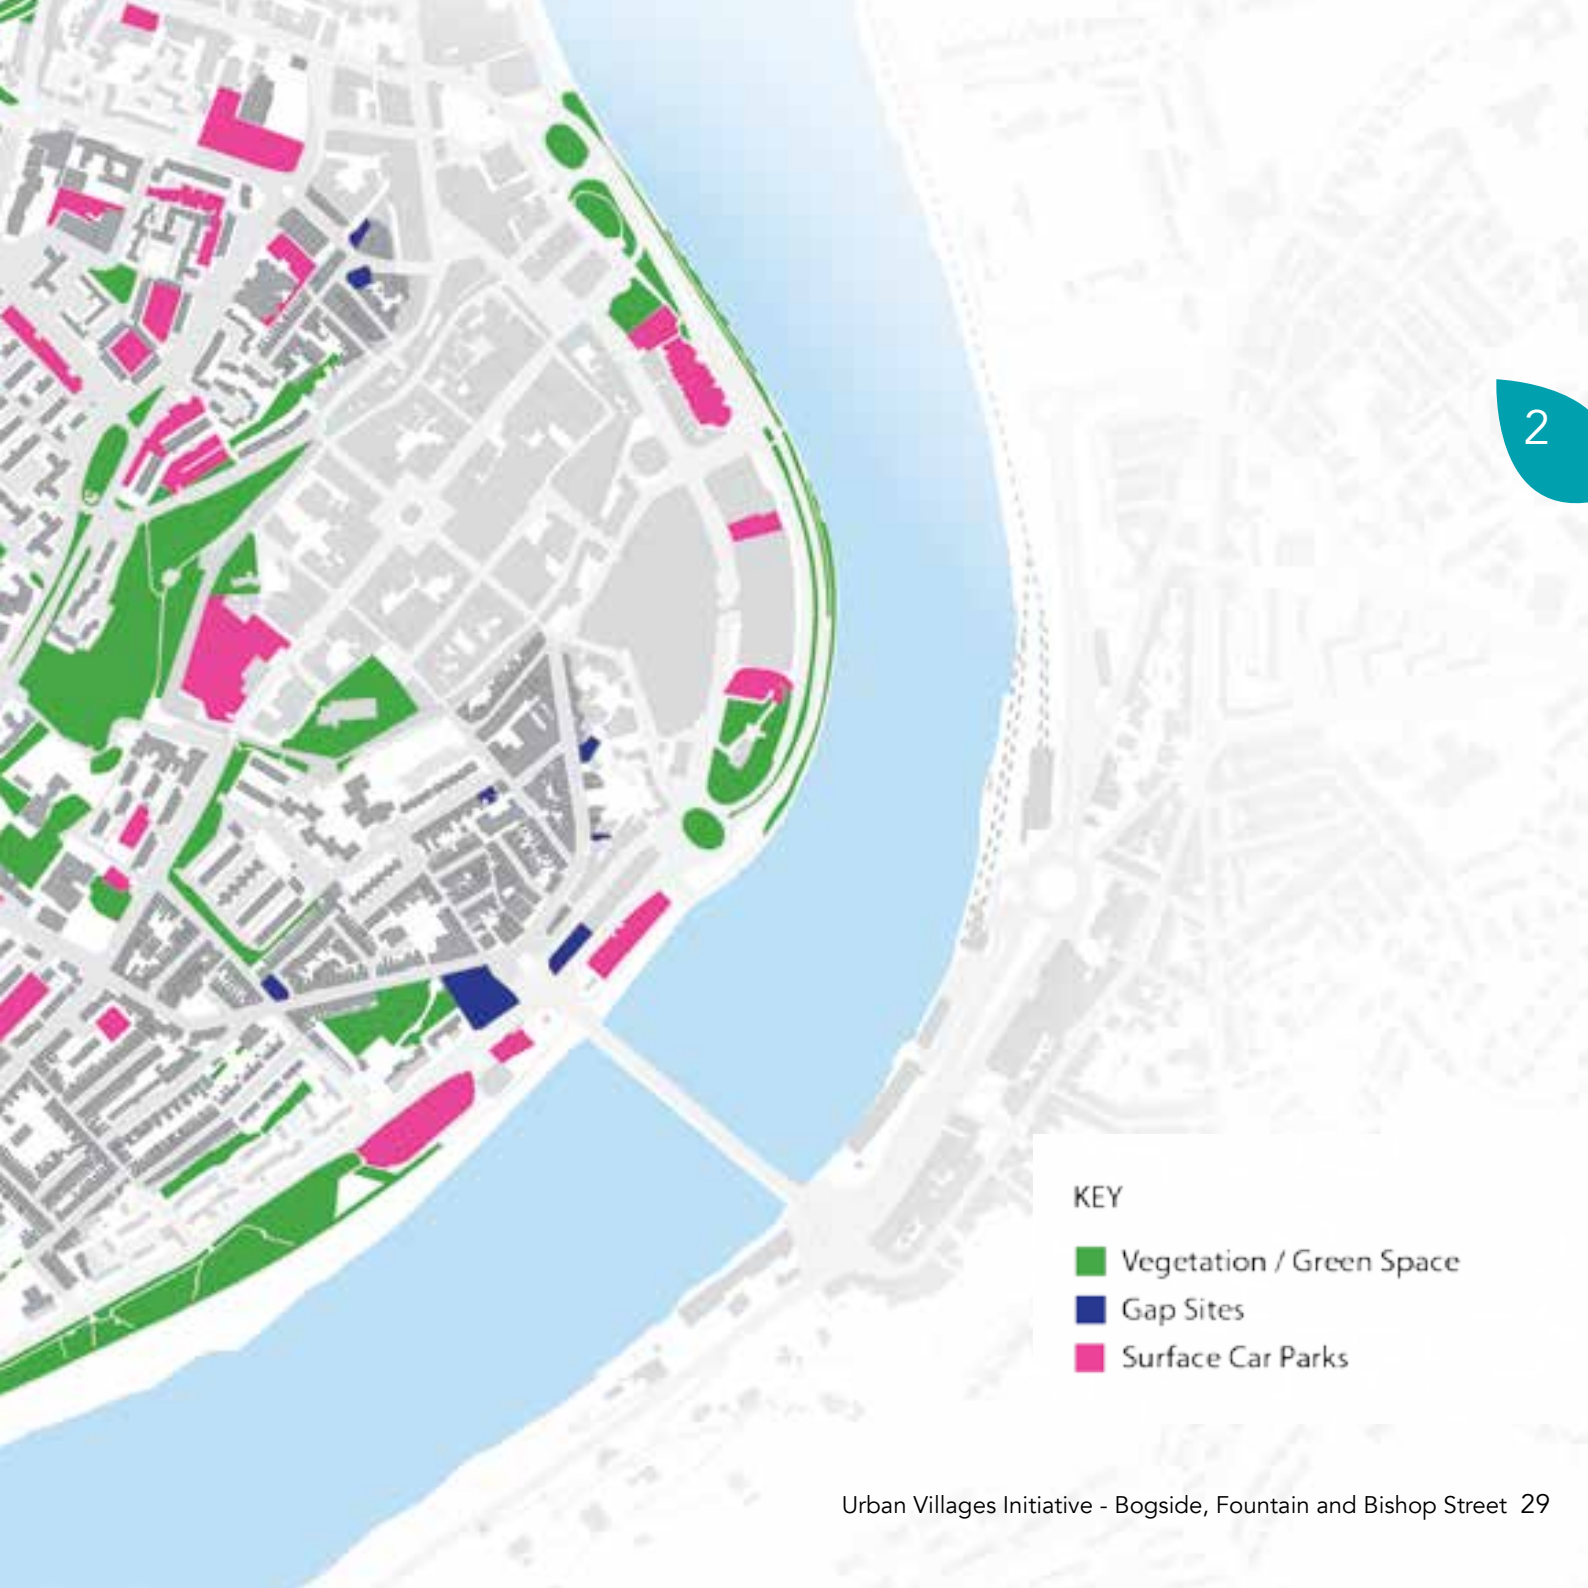 2
KEY
Vegetation / Green Space
Gap Sites
Surface Car Parks
Urban Villages Initiative - Bogside, Fountain and Bishop Street 29